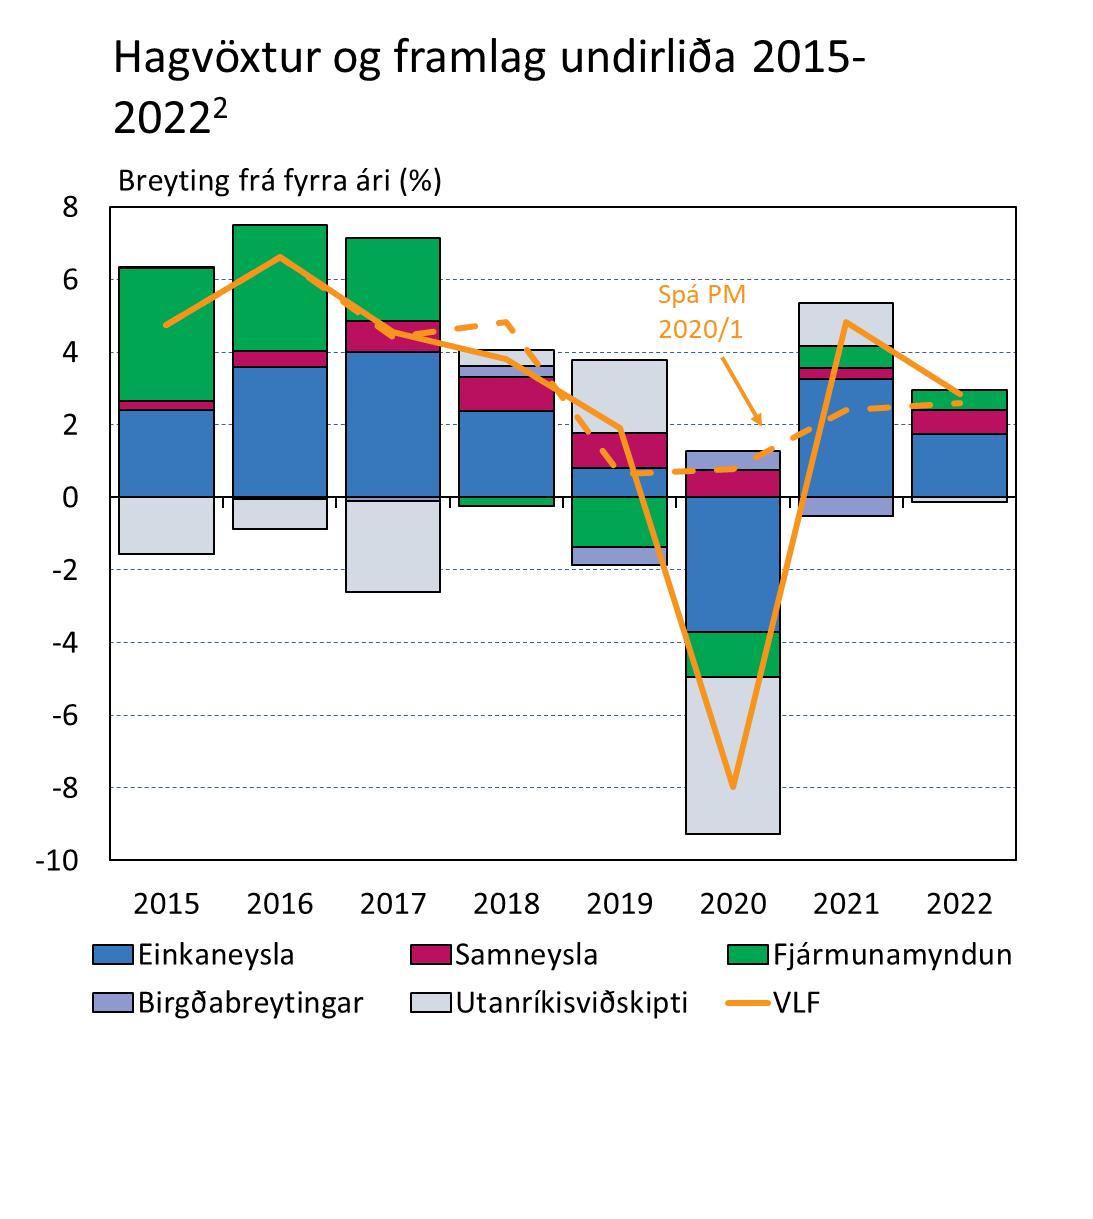 Hagvöxtur og framlag undirliða 2015-
2022²
Breyting frá fyrra ári (%)
8
6
4
2
0
-2
-4
-6
-8
-10
Spá PM
2020/1
2015 2016 2017 2018 2019 2020 2021 2022
Einkaneysla Samneysla Fjármunamyndun
Birgðabreytingar Utanríkisviðskipti VLF